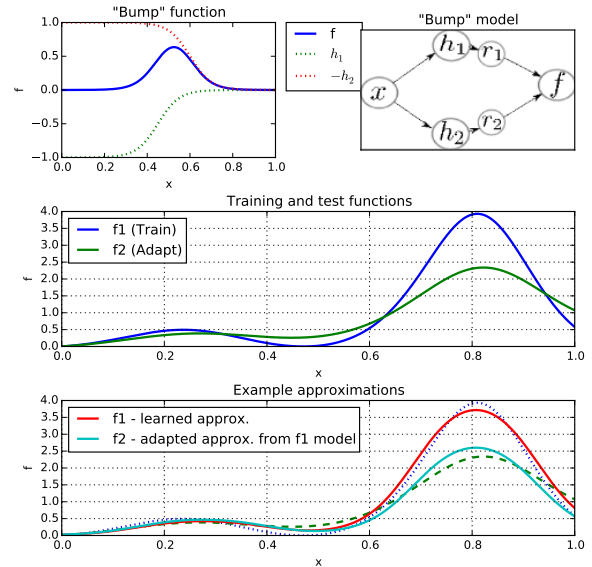 "Bump" function
1.0
0.5
0.0
−0.5
−1.0
0.0 0.2 0.4 0.6 0.8 1.0
f
x
f
h₁
−h₂
"Bump" model
x
h₁
r₁
h₂
r₂
f
Training and test functions
4.0
3.5
3.0
2.5
2.0
1.5
1.0
0.5
0.0
f1 (Train)
f2 (Adapt)
f
0.0 0.2 0.4 0.6 0.8 1.0
x
Example approximations
4.0
3.5
3.0
2.5
2.0
1.5
1.0
0.5
0.0
f1 - learned approx.
f2 - adapted approx. from f1 model
f
0.0 0.2 0.4 0.6 0.8 1.0
x